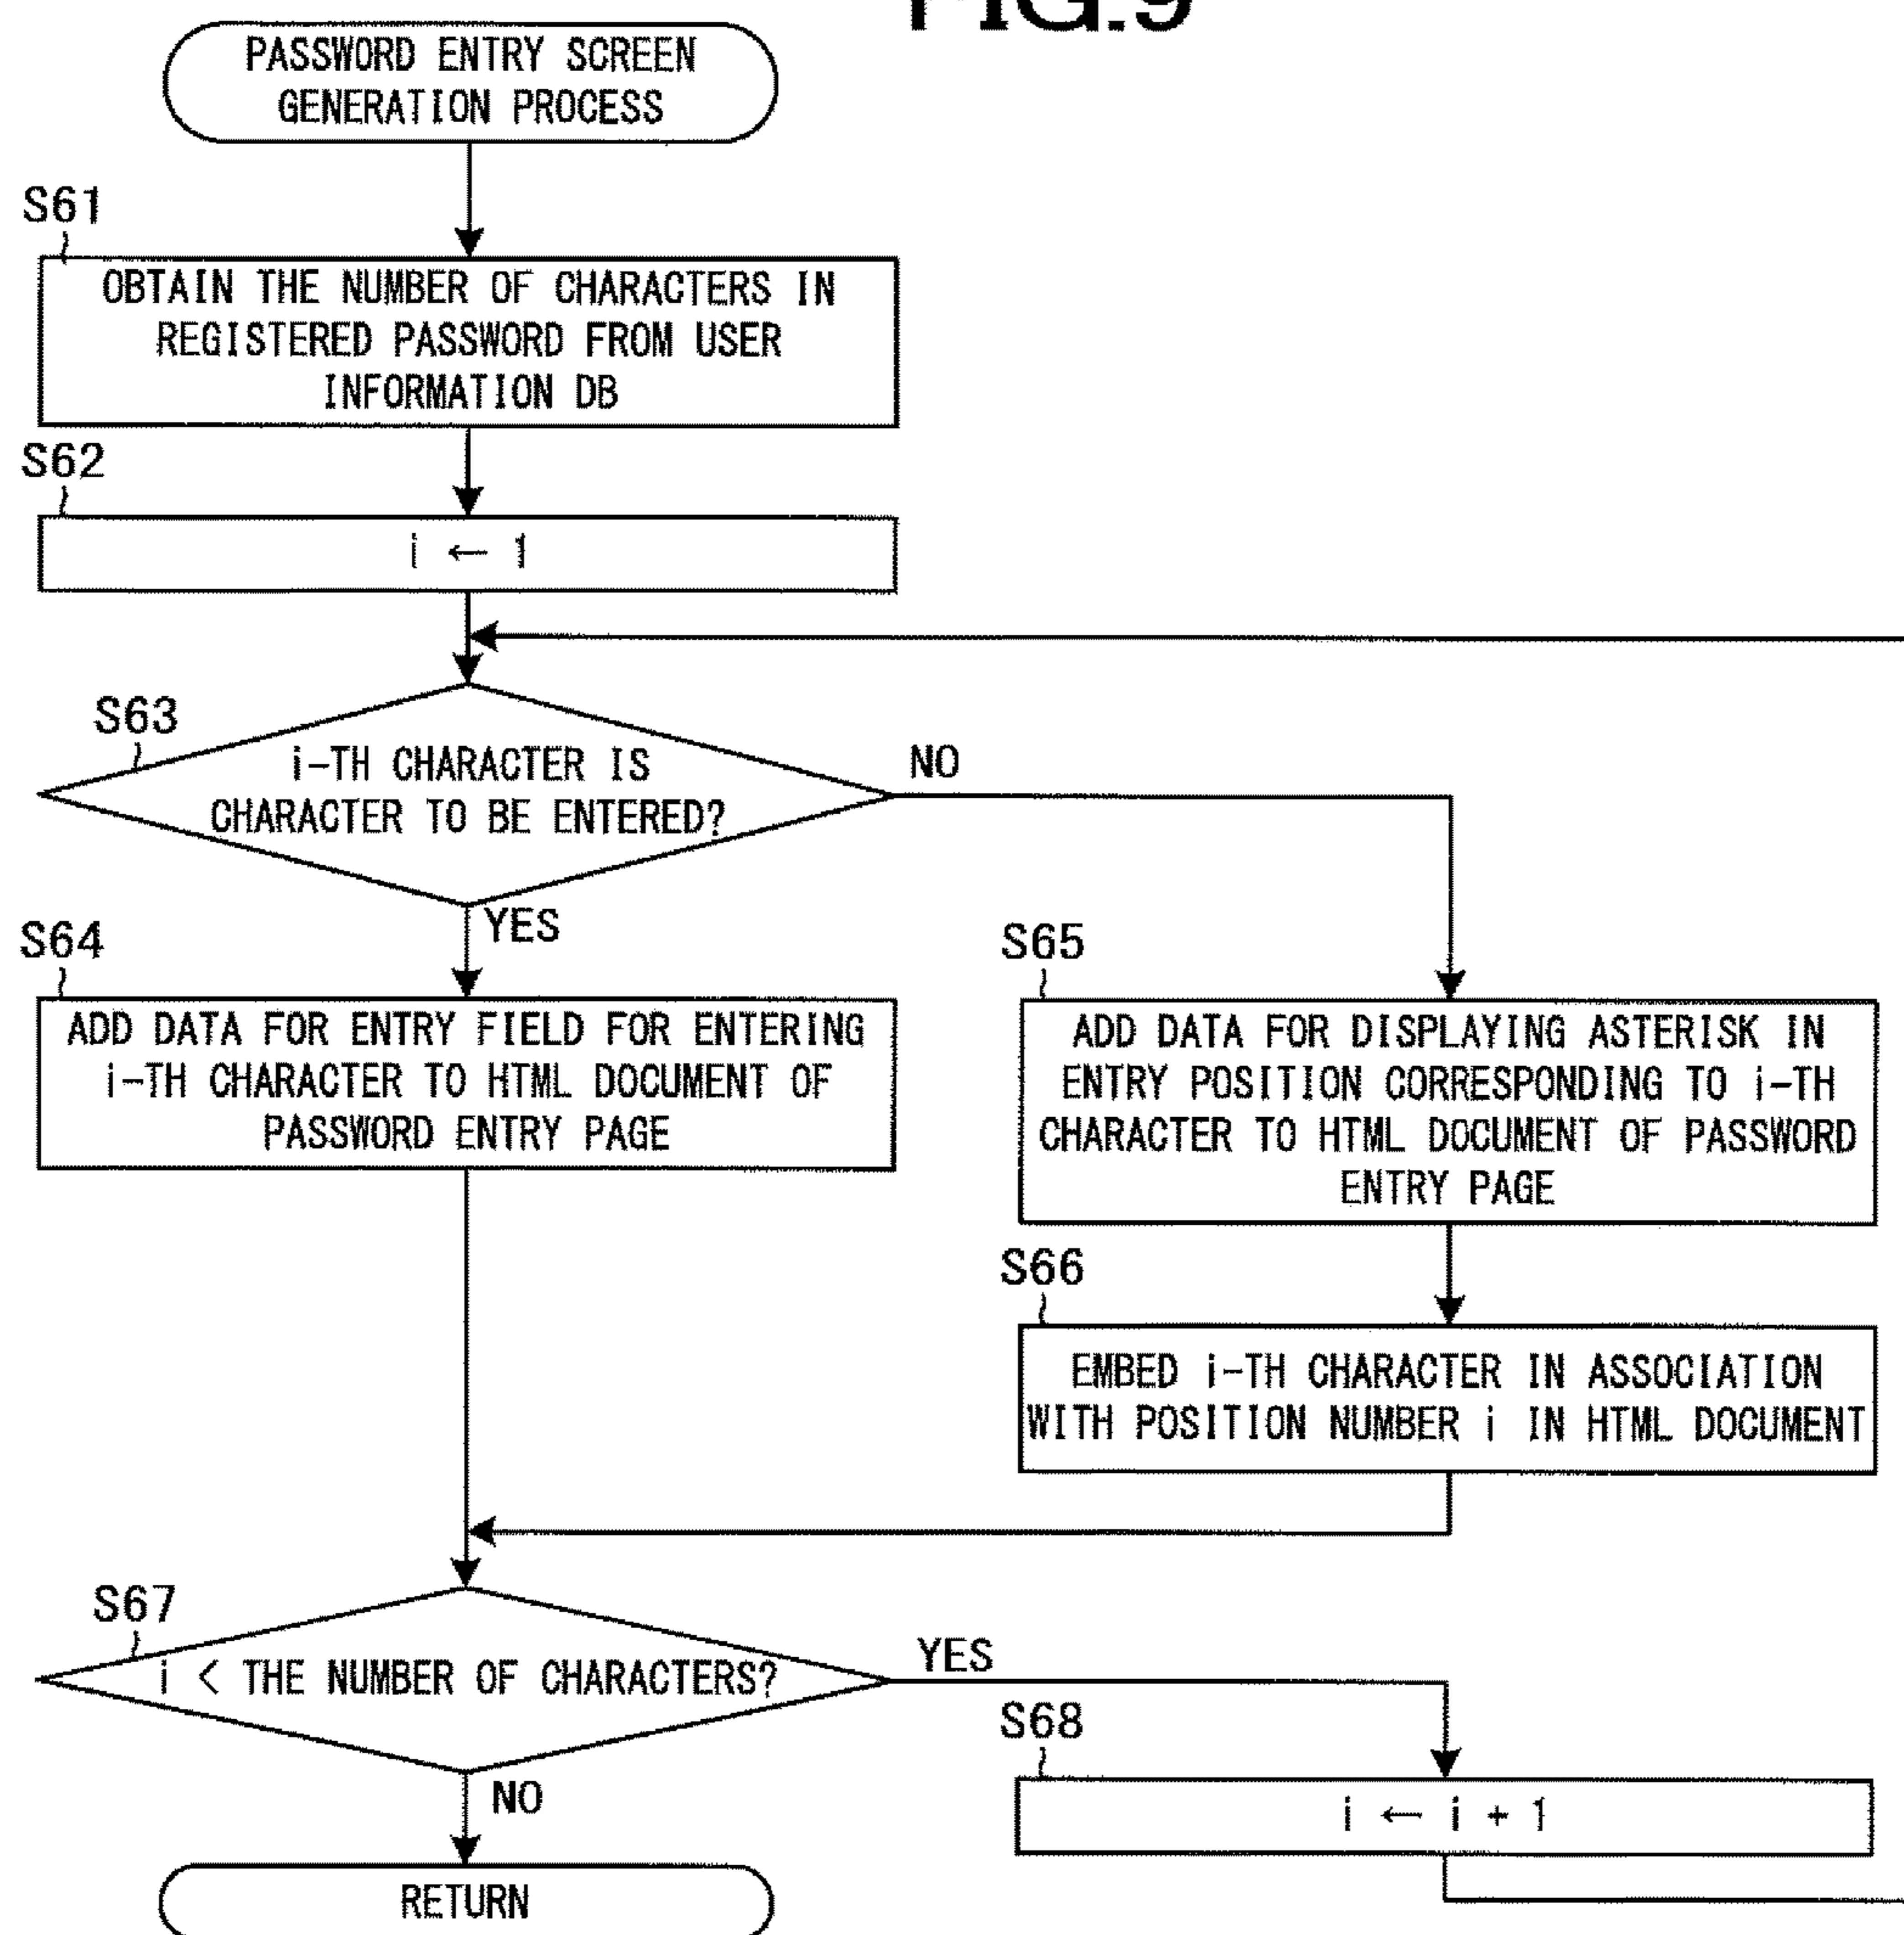 FIG.9
PASSWORD ENTRY SCREEN
GENERATION PROCESS
S61
OBTAIN THE NUMBER OF CHARACTERS IN
REGISTERED PASSWORD FROM USER
INFORMATION DB
S62
i ← 1
S63
i-TH CHARACTER IS
CHARACTER TO BE ENTERED?
NO
YES
S64
ADD DATA FOR ENTRY FIELD FOR ENTERING
i-TH CHARACTER TO HTML DOCUMENT OF
PASSWORD ENTRY PAGE
S65
ADD DATA FOR DISPLAYING ASTERISK IN
ENTRY POSITION CORRESPONDING TO i-TH
CHARACTER TO HTML DOCUMENT OF PASSWORD
ENTRY PAGE
S66
EMBED i-TH CHARACTER IN ASSOCIATION
WITH POSITION NUMBER i IN HTML DOCUMENT
S67
i < THE NUMBER OF CHARACTERS?
YES
NO
S68
i ← i + 1
RETURN